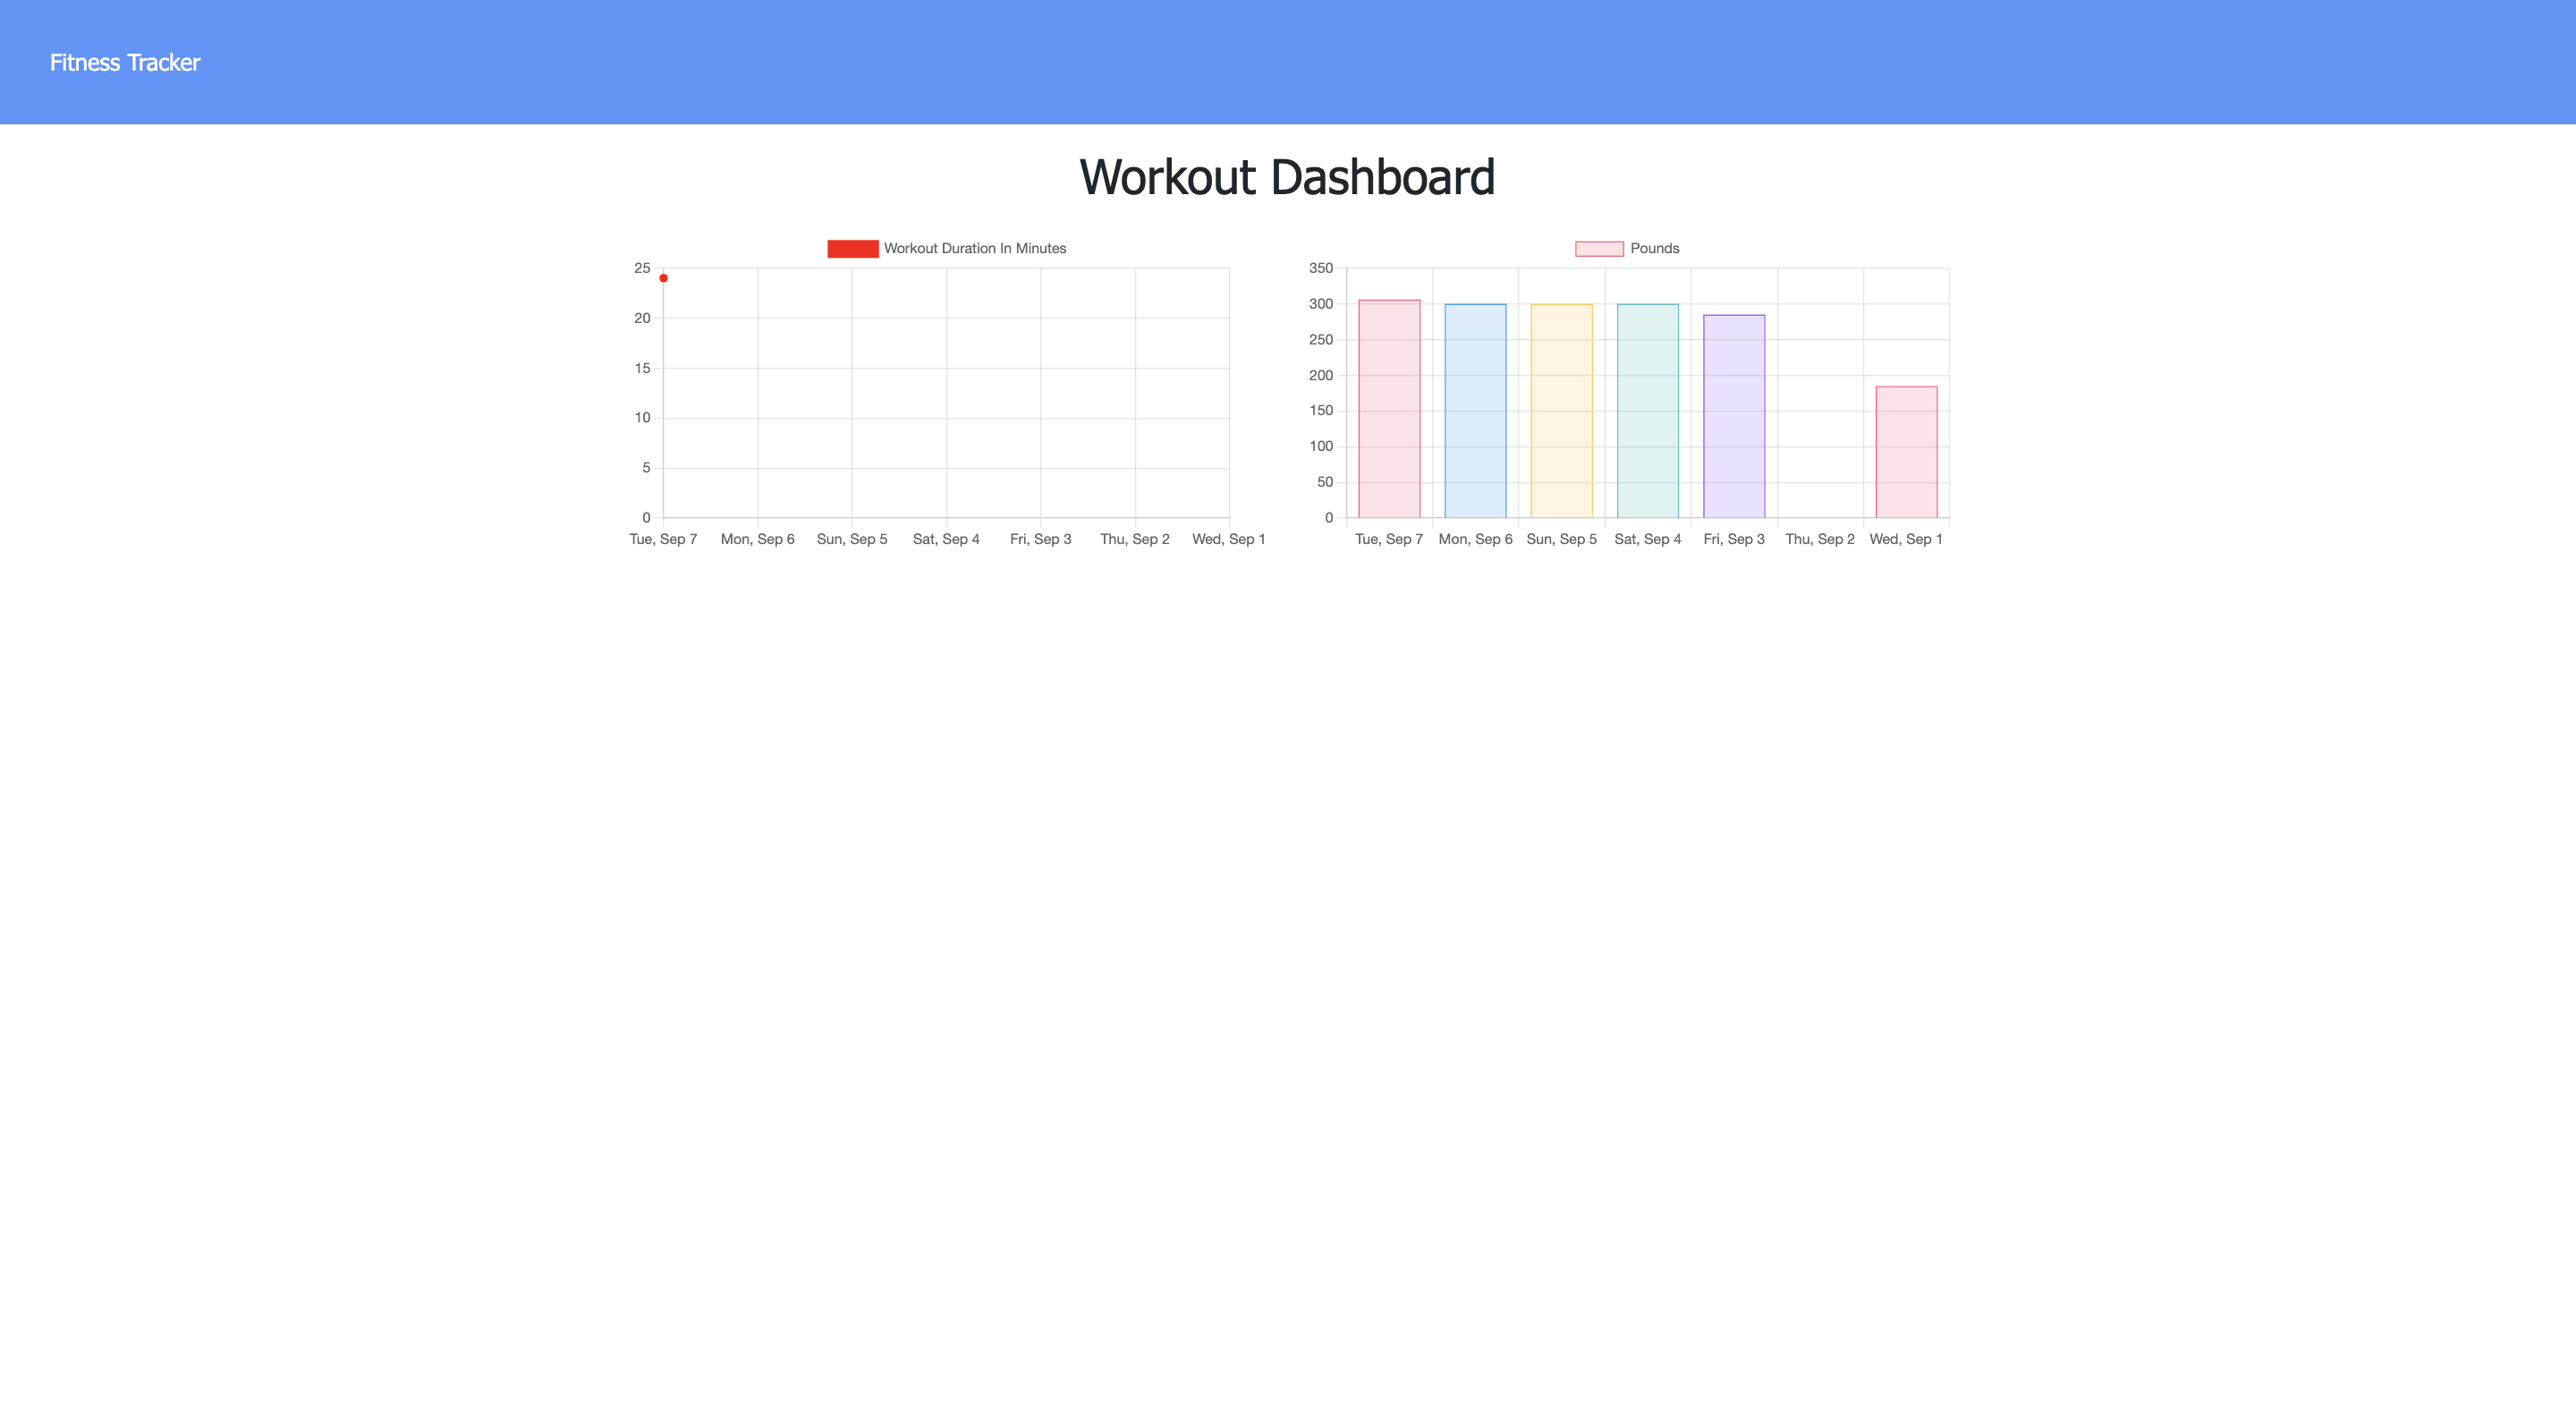 Fitness Tracker
Workout Dashboard
Workout Duration In Minutes
25
20
15
10
5
0
Tue, Sep 7 Mon, Sep 6 Sun, Sep 5 Sat, Sep 4 Fri, Sep 3 Thu, Sep 2 Wed, Sep 1
Pounds
350
300
250
200
150
100
50
0
Tue, Sep 7 Mon, Sep 6 Sun, Sep 5 Sat, Sep 4 Fri, Sep 3 Thu, Sep 2 Wed, Sep 1